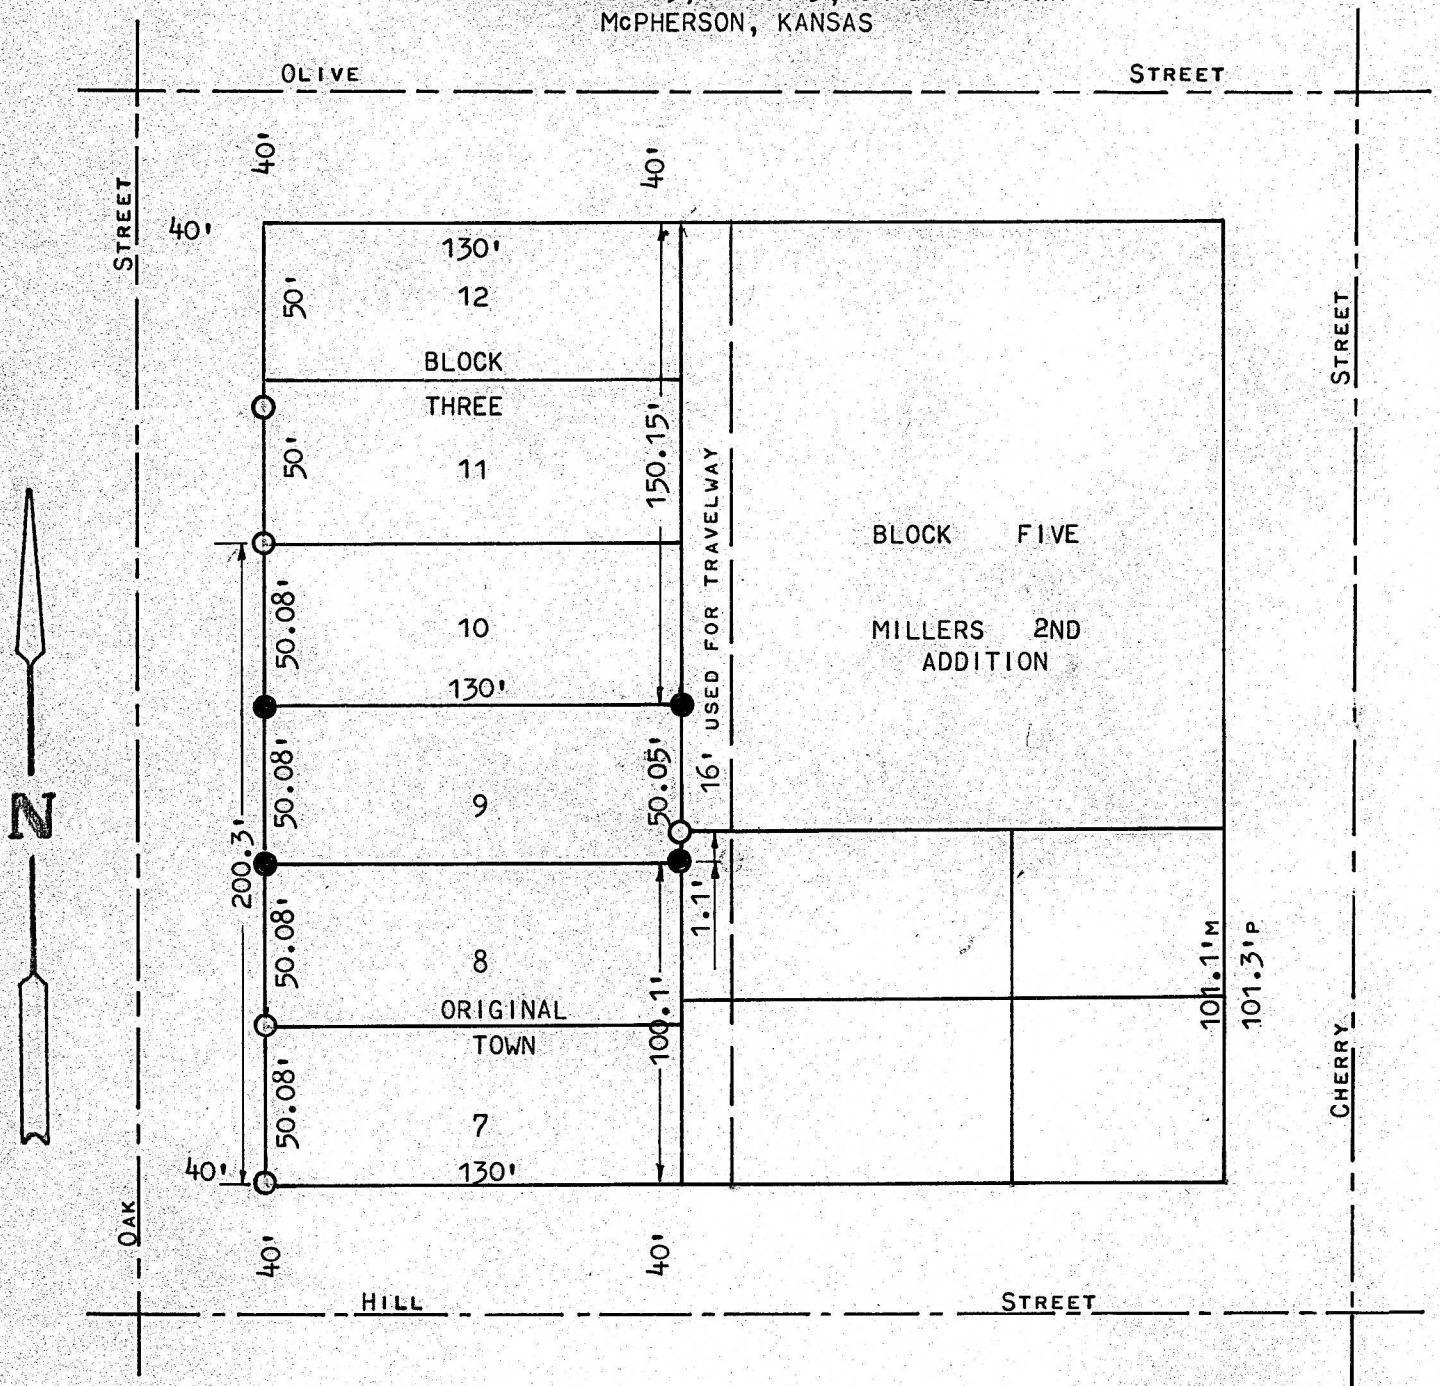 McPHERSON, KANSAS
OLIVE STREET
40'
40'
STREET
40'
130'
50'
12
BLOCK
THREE
50'
11
150.15'
16' USED FOR TRAVELWAY
STREET
BLOCK FIVE
MILLERS 2ND
ADDITION
50.08'
10
130'
N
50.08'
9
50.05'
200.3'
50.08'
8
1.1'
ORIGINAL
TOWN
100.1'
101.1'M
101.3'P
50.08'
7
CHERRY
40'
130'
OAK
40'
40'
HILL STREET